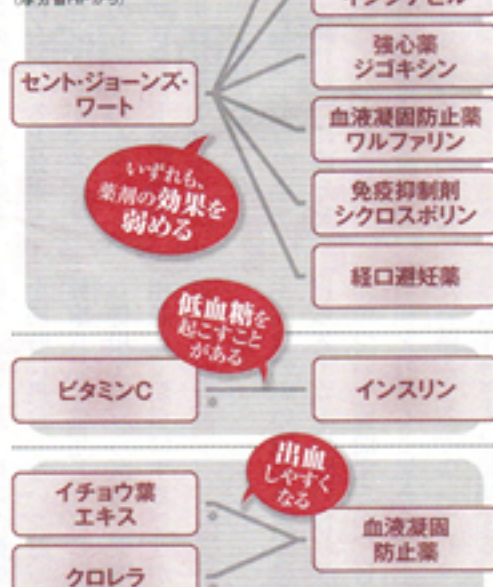 セント・ジョーンズ・
ワート
強心薬
ジゴキシン
血液凝固防止薬
ワルファリン
免疫抑制剤
シクロスポリン
経口避妊薬
いずれも、
薬剤の効果を
弱める
低血糖を
起こすこと
がある
ビタミンC
インスリン
出血
しやすく
なる
イチョウ葉
エキス
クロレラ
血液凝固
防止薬